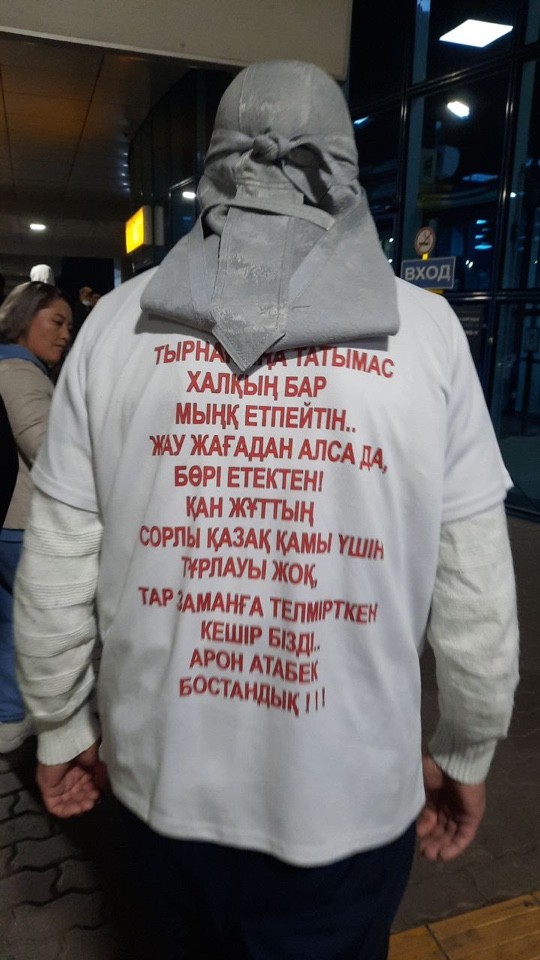 ВХОД
ТАТЫМАС
ХАЛҚЫҢ БАР
МЫҢҚ ЕТПЕЙТІН..
ЖАУ ЖАҒАДАН АЛСА ДА,
БӨРІ ЕТЕКТЕН!
ҚАН ЖҰТТЫҢ
СОРЛЫ ҚАЗАҚ ҚАМЫ ҮШІН
ТҰРЛАУЫ ЖОҚ,
ТАР ЗАМАНҒА ТЕЛМІРТКЕН
КЕШІР БІЗДІ..
АРОН АТАБЕК
БОСТАНДЫҚ !!!